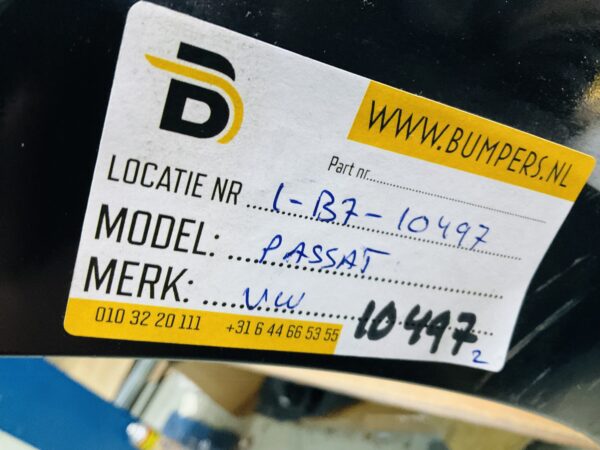 WWW.BUMPERS.NL
Part nr.
LOCATIE NR 1-B7-10497
MODEL: PASSAT
MERK: VW
010 32 20 111 +31 6 44 66 53 55
10497 2